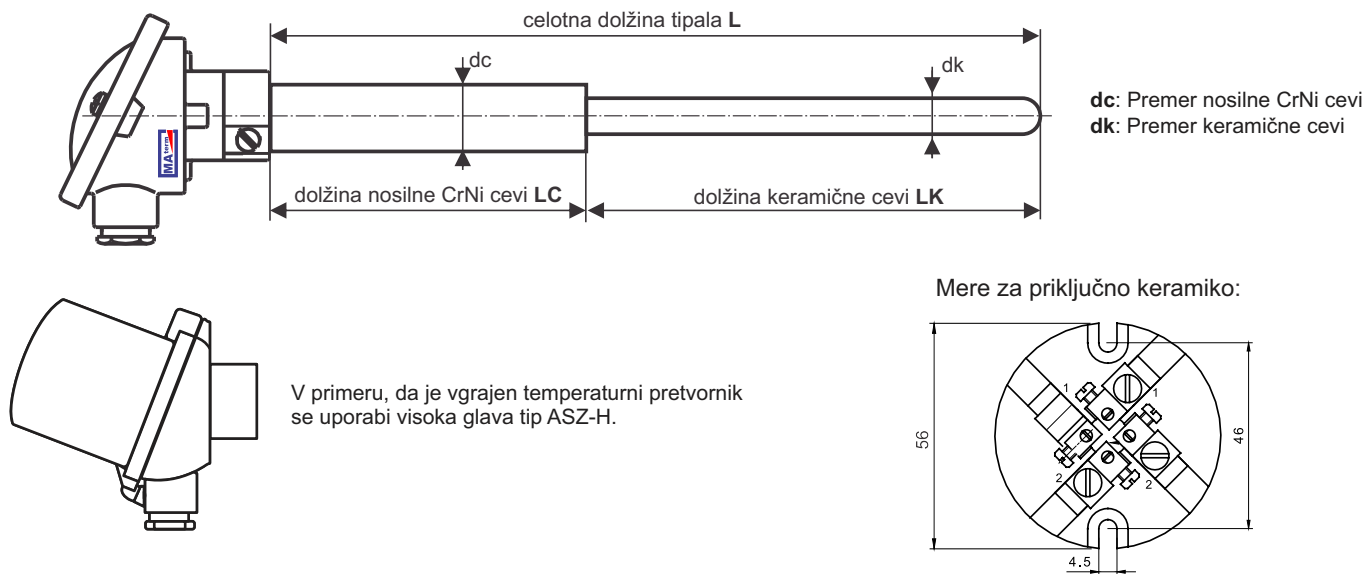 celotna dolžina tipala L
dc
dk
dc: Premer nosilne CrNi cevi
dk: Premer keramične cevi
MAterm
dolžina nosilne CrNi cevi LC
dolžina keramične cevi LK
Mere za priključno keramiko:
V primeru, da je vgrajen temperaturni pretvornik
se uporabi visoka glava tip ASZ-H.
1
1
56
46
2
2
4.5